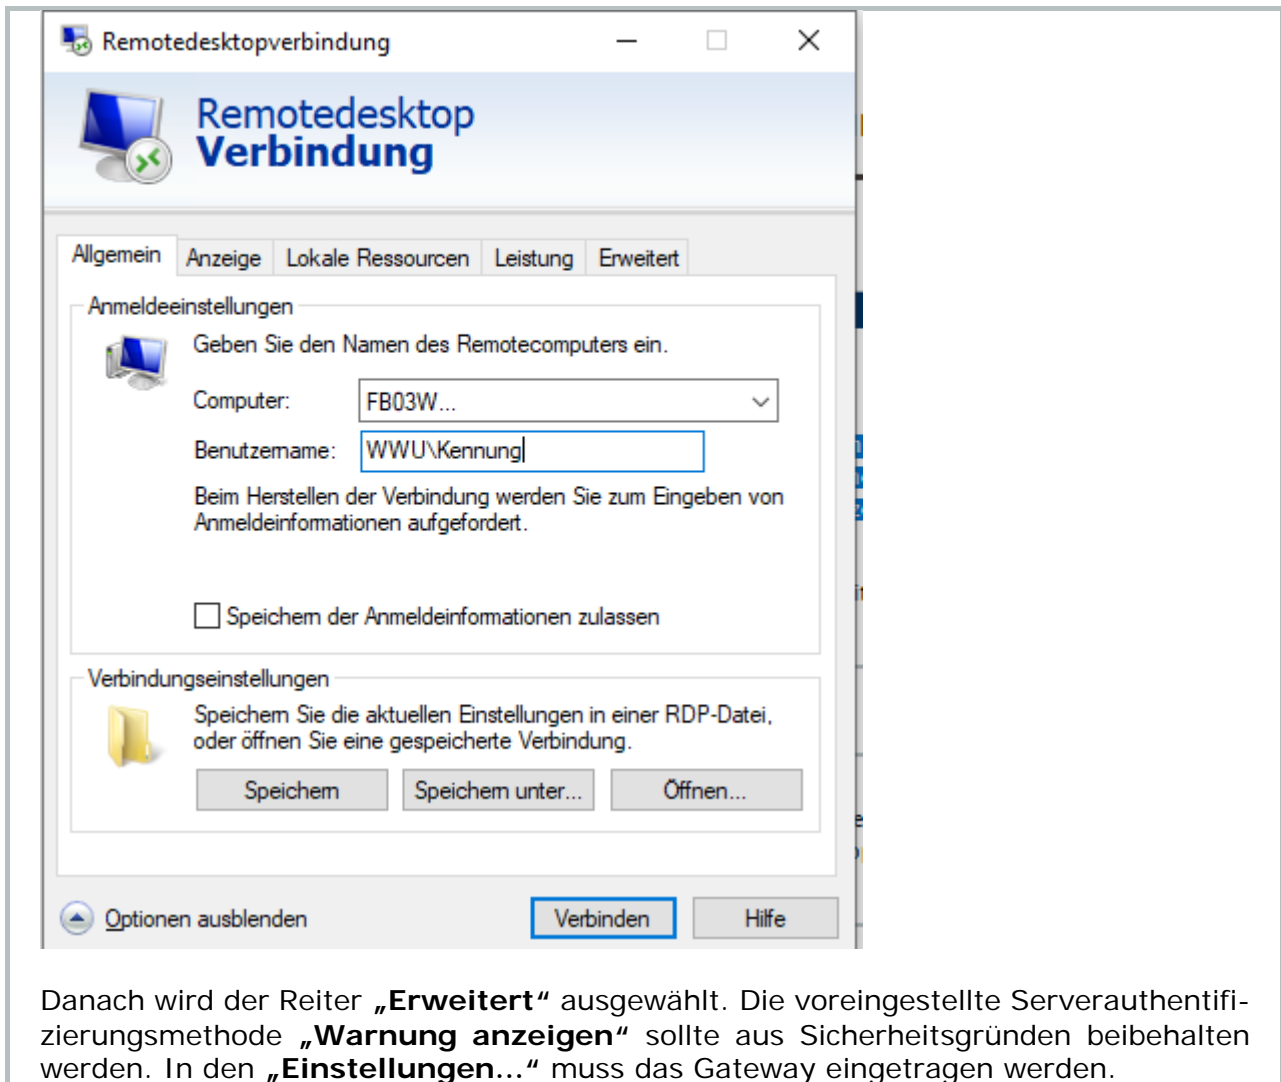 Remotedesktopverbindung
Remotedesktop
Verbindung
Allgemein Anzeige Lokale Ressourcen Leistung Erweitert
Anmeldeeinstellungen
Geben Sie den Namen des Remotecomputers ein.
Computer: FB03W...
Benutzername: WWU\Kennung
Beim Herstellen der Verbindung werden Sie zum Eingeben von
Anmeldeinformationen aufgefordert.
Speichern der Anmeldeinformationen zulassen
Verbindungseinstellungen
Speichern Sie die aktuellen Einstellungen in einer RDP-Datei,
oder öffnen Sie eine gespeicherte Verbindung.
Speichern Speichern unter... Öffnen...
Optionen ausblenden Verbinden Hilfe
Danach wird der Reiter „Erweitert“ ausgewählt. Die voreingestellte Serverauthentifi-
zierungsmethode „Warnung anzeigen“ sollte aus Sicherheitsgründen beibehalten
werden. In den „Einstellungen...“ muss das Gateway eingetragen werden.